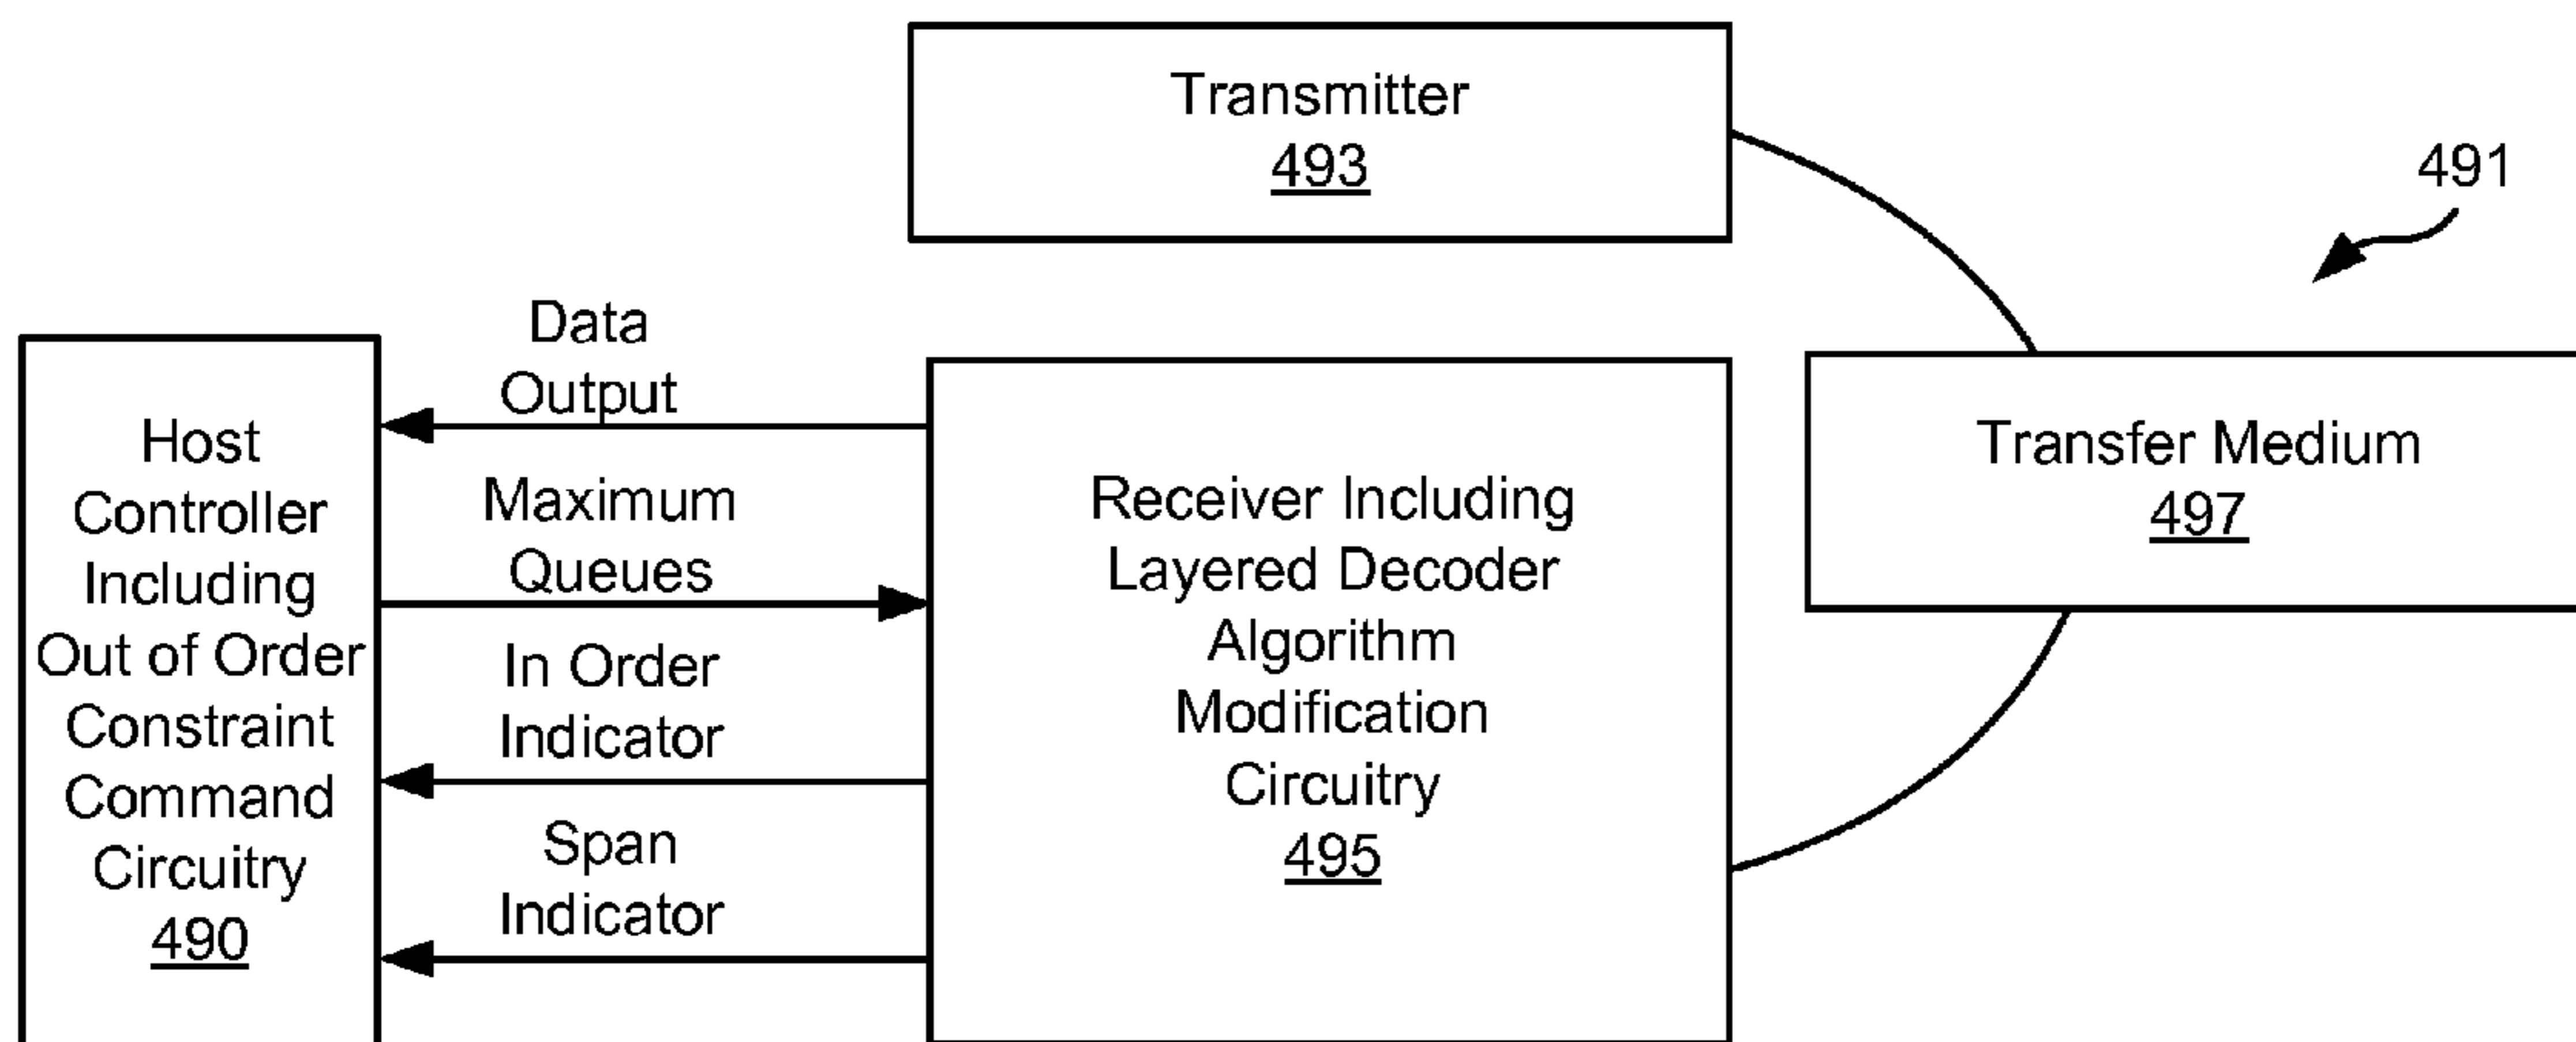 Transmitter
493
491
Data
Output
Maximum
Queues
In Order
Indicator
Span
Indicator
Host
Controller
Including
Out of Order
Constraint
Command
Circuitry
490
Receiver Including
Layered Decoder
Algorithm
Modification
Circuitry
495
Transfer Medium
497